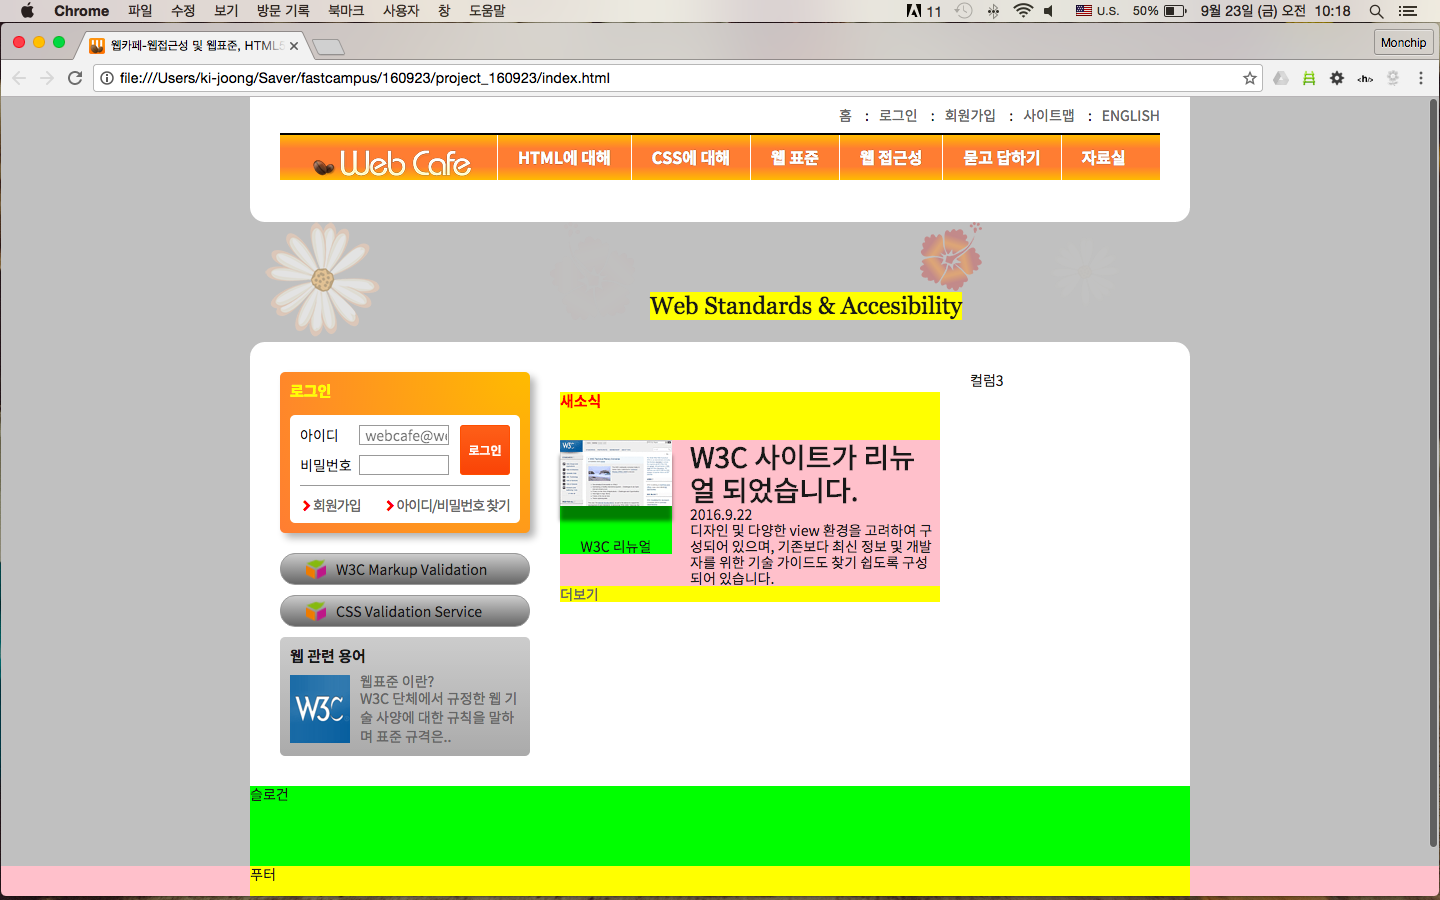 Chrome 파일 수정 보기 방문 기록 북마크 사용자 창 도움말 11 U.S. 50% 9월 23일 (금) 오전 10:18
웹카페-웹접근성 및 웹표준, HTML
Monchip
file:///Users/ki-joong/Saver/fastcampus/160923/project_160923/index.html
홈 : 로그인 : 회원가입 : 사이트맵 : ENGLISH
Web Cafe HTML에 대해 CSS에 대해 웹 표준 웹 접근성 묻고 답하기 자료실
Web Standards & Accesibility
로그인
아이디 webcafe@w
비밀번호
로그인
회원가입 아이디/비밀번호 찾기
W3C Markup Validation
CSS Validation Service
웹 관련 용어
W3C
웹표준 이란?
W3C 단체에서 규정한 웹 기
술 사양에 대한 규칙을 말하
며 표준 규격은..
새소식
W3C
W3C 리뉴얼
W3C 사이트가 리뉴
얼 되었습니다.
2016.9.22
디자인 및 다양한 view 환경을 고려하여 구
성되어 있으며, 기존보다 최신 정보 및 개발
자를 위한 기술 가이드도 찾기 쉽도록 구성
되어 있습니다.
더보기
컬럼3
슬로건
푸터